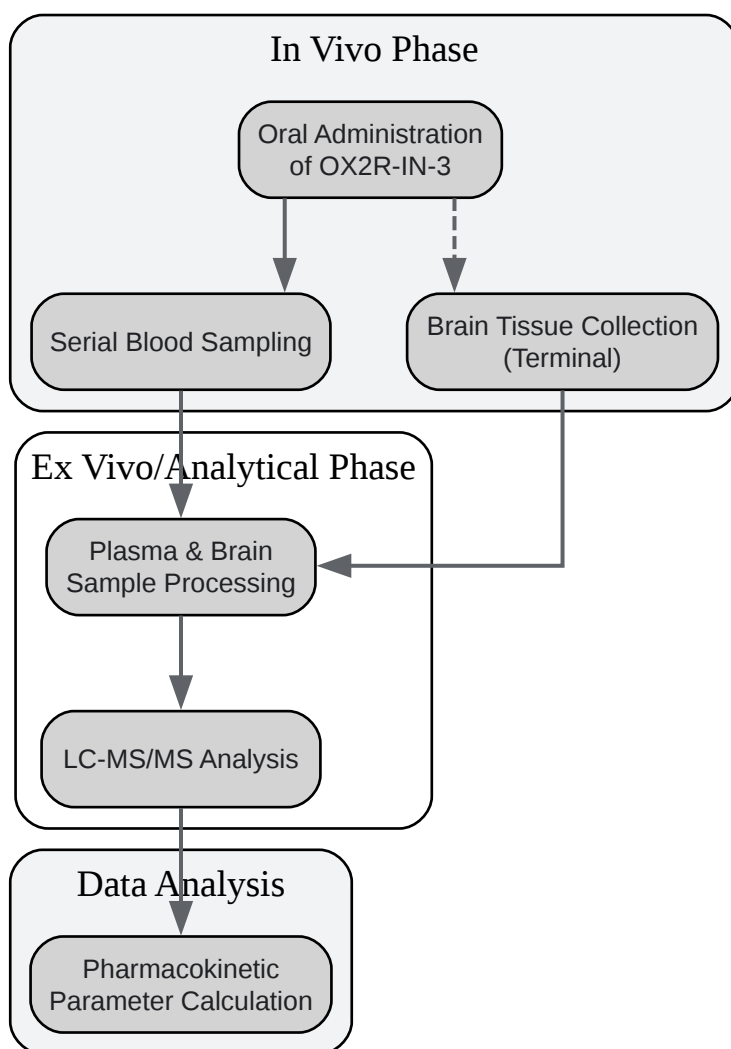 In Vivo Phase
Oral Administration
of OX2R-IN-3
Serial Blood Sampling
Brain Tissue Collection
(Terminal)
Ex Vivo/Analytical Phase
Plasma & Brain
Sample Processing
LC-MS/MS Analysis
Data Analysis
Pharmacokinetic
Parameter Calculation